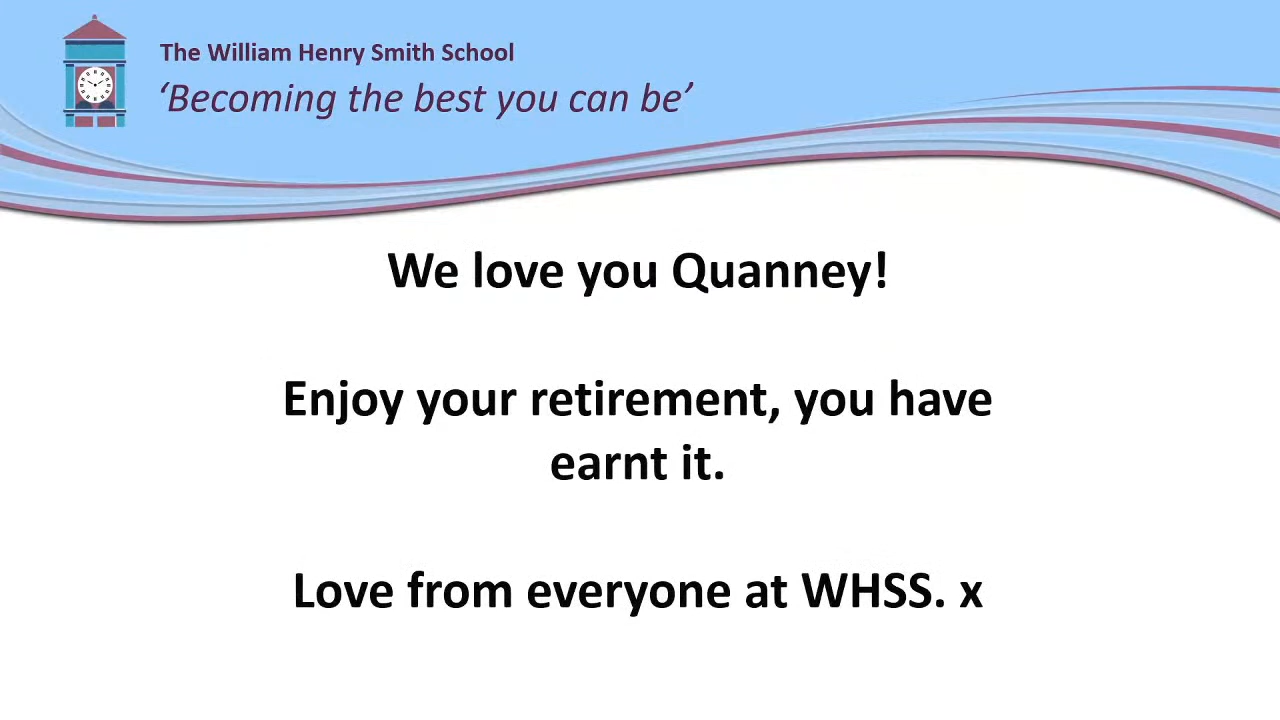 The William Henry Smith School
‘Becoming the best you can be’
We love you Quanney!
Enjoy your retirement, you have
earnt it.
Love from everyone at WHSS. x